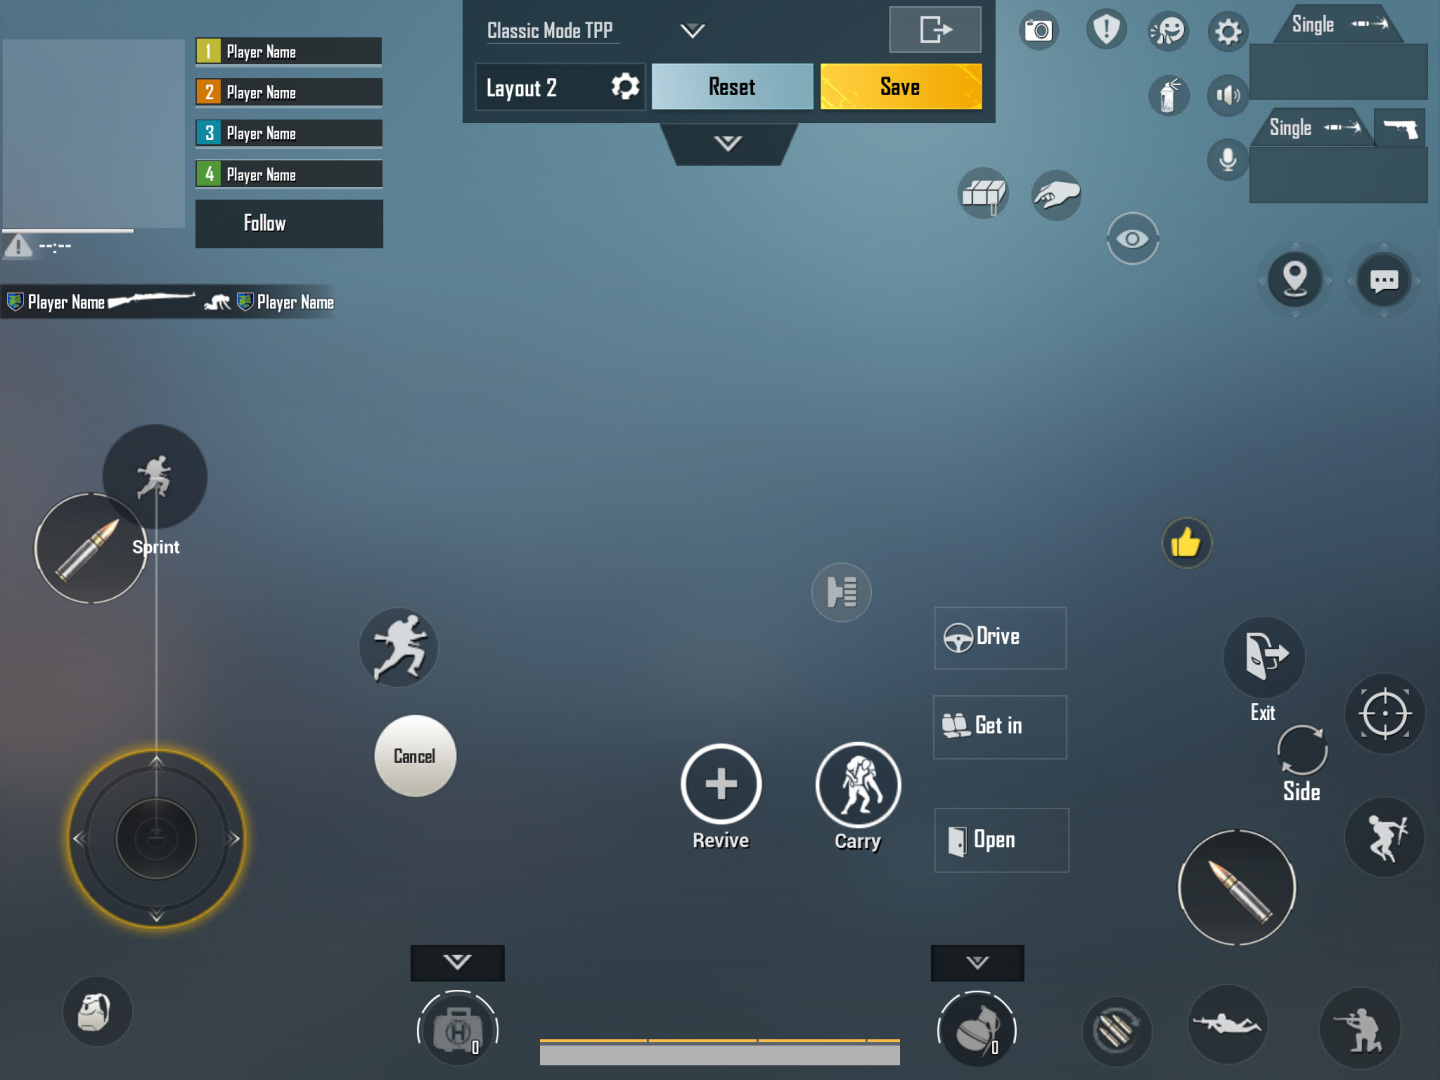 Classic Mode TPP
Layout 2
Reset
Save
1 Player Name
2 Player Name
3 Player Name
4 Player Name
Follow
--:--
Player Name Player Name
Single
Single
Sprint
Cancel
Revive
Carry
Drive
Get in
Open
Exit
Side
0
0